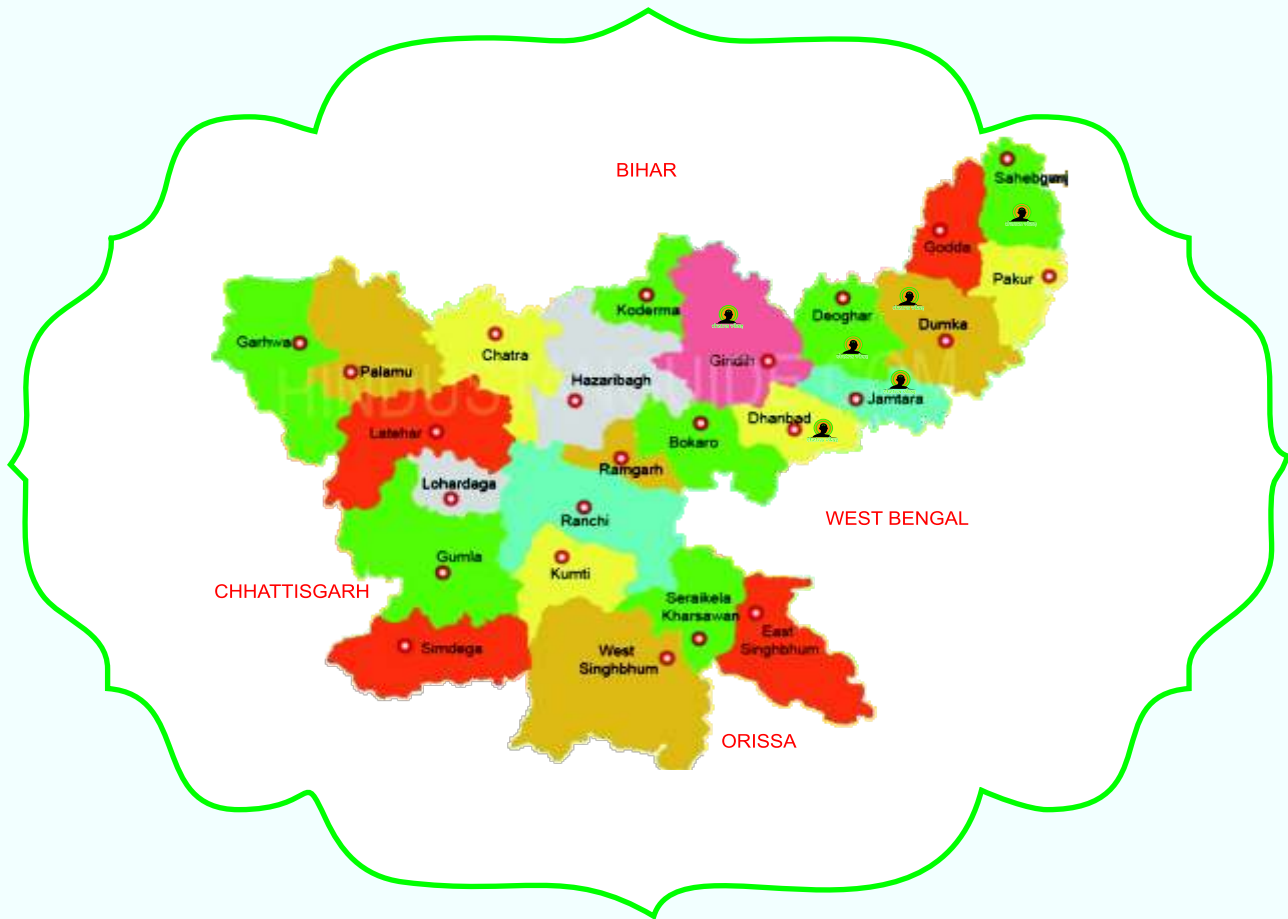 BIHAR
Sahebganj
Godda
Pakur
Koderma
Deoghar
Dumka
Garhwa
Palamu
Chatra
Hazaribagh
Giridih
Jamtara
Latehar
Bokaro
Dhanbad
Ramgarh
Lohardaga
Ranchi
WEST BENGAL
Gumla
Kumti
CHHATTISGARH
Seraikela
Kharsawan
East
Singhbhum
Simdega
West
Singhbhum
ORISSA